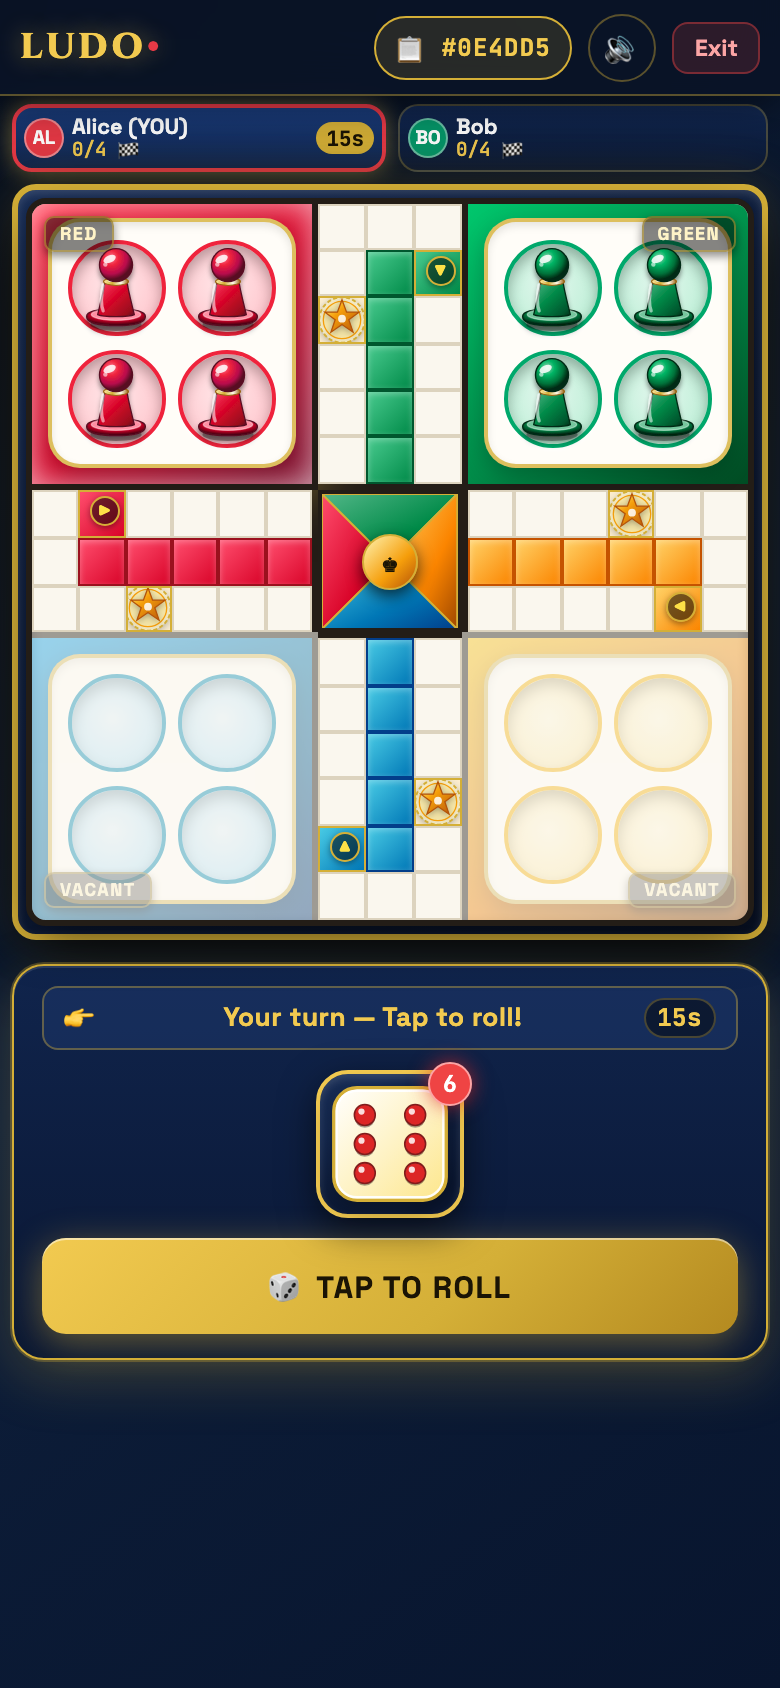 LUDO
#0E4DD5
Exit
AL
Alice (YOU)
0/4
15s
BO
Bob
0/4
RED
GREEN
VACANT
VACANT
Your turn — Tap to roll!
15s
6
TAP TO ROLL